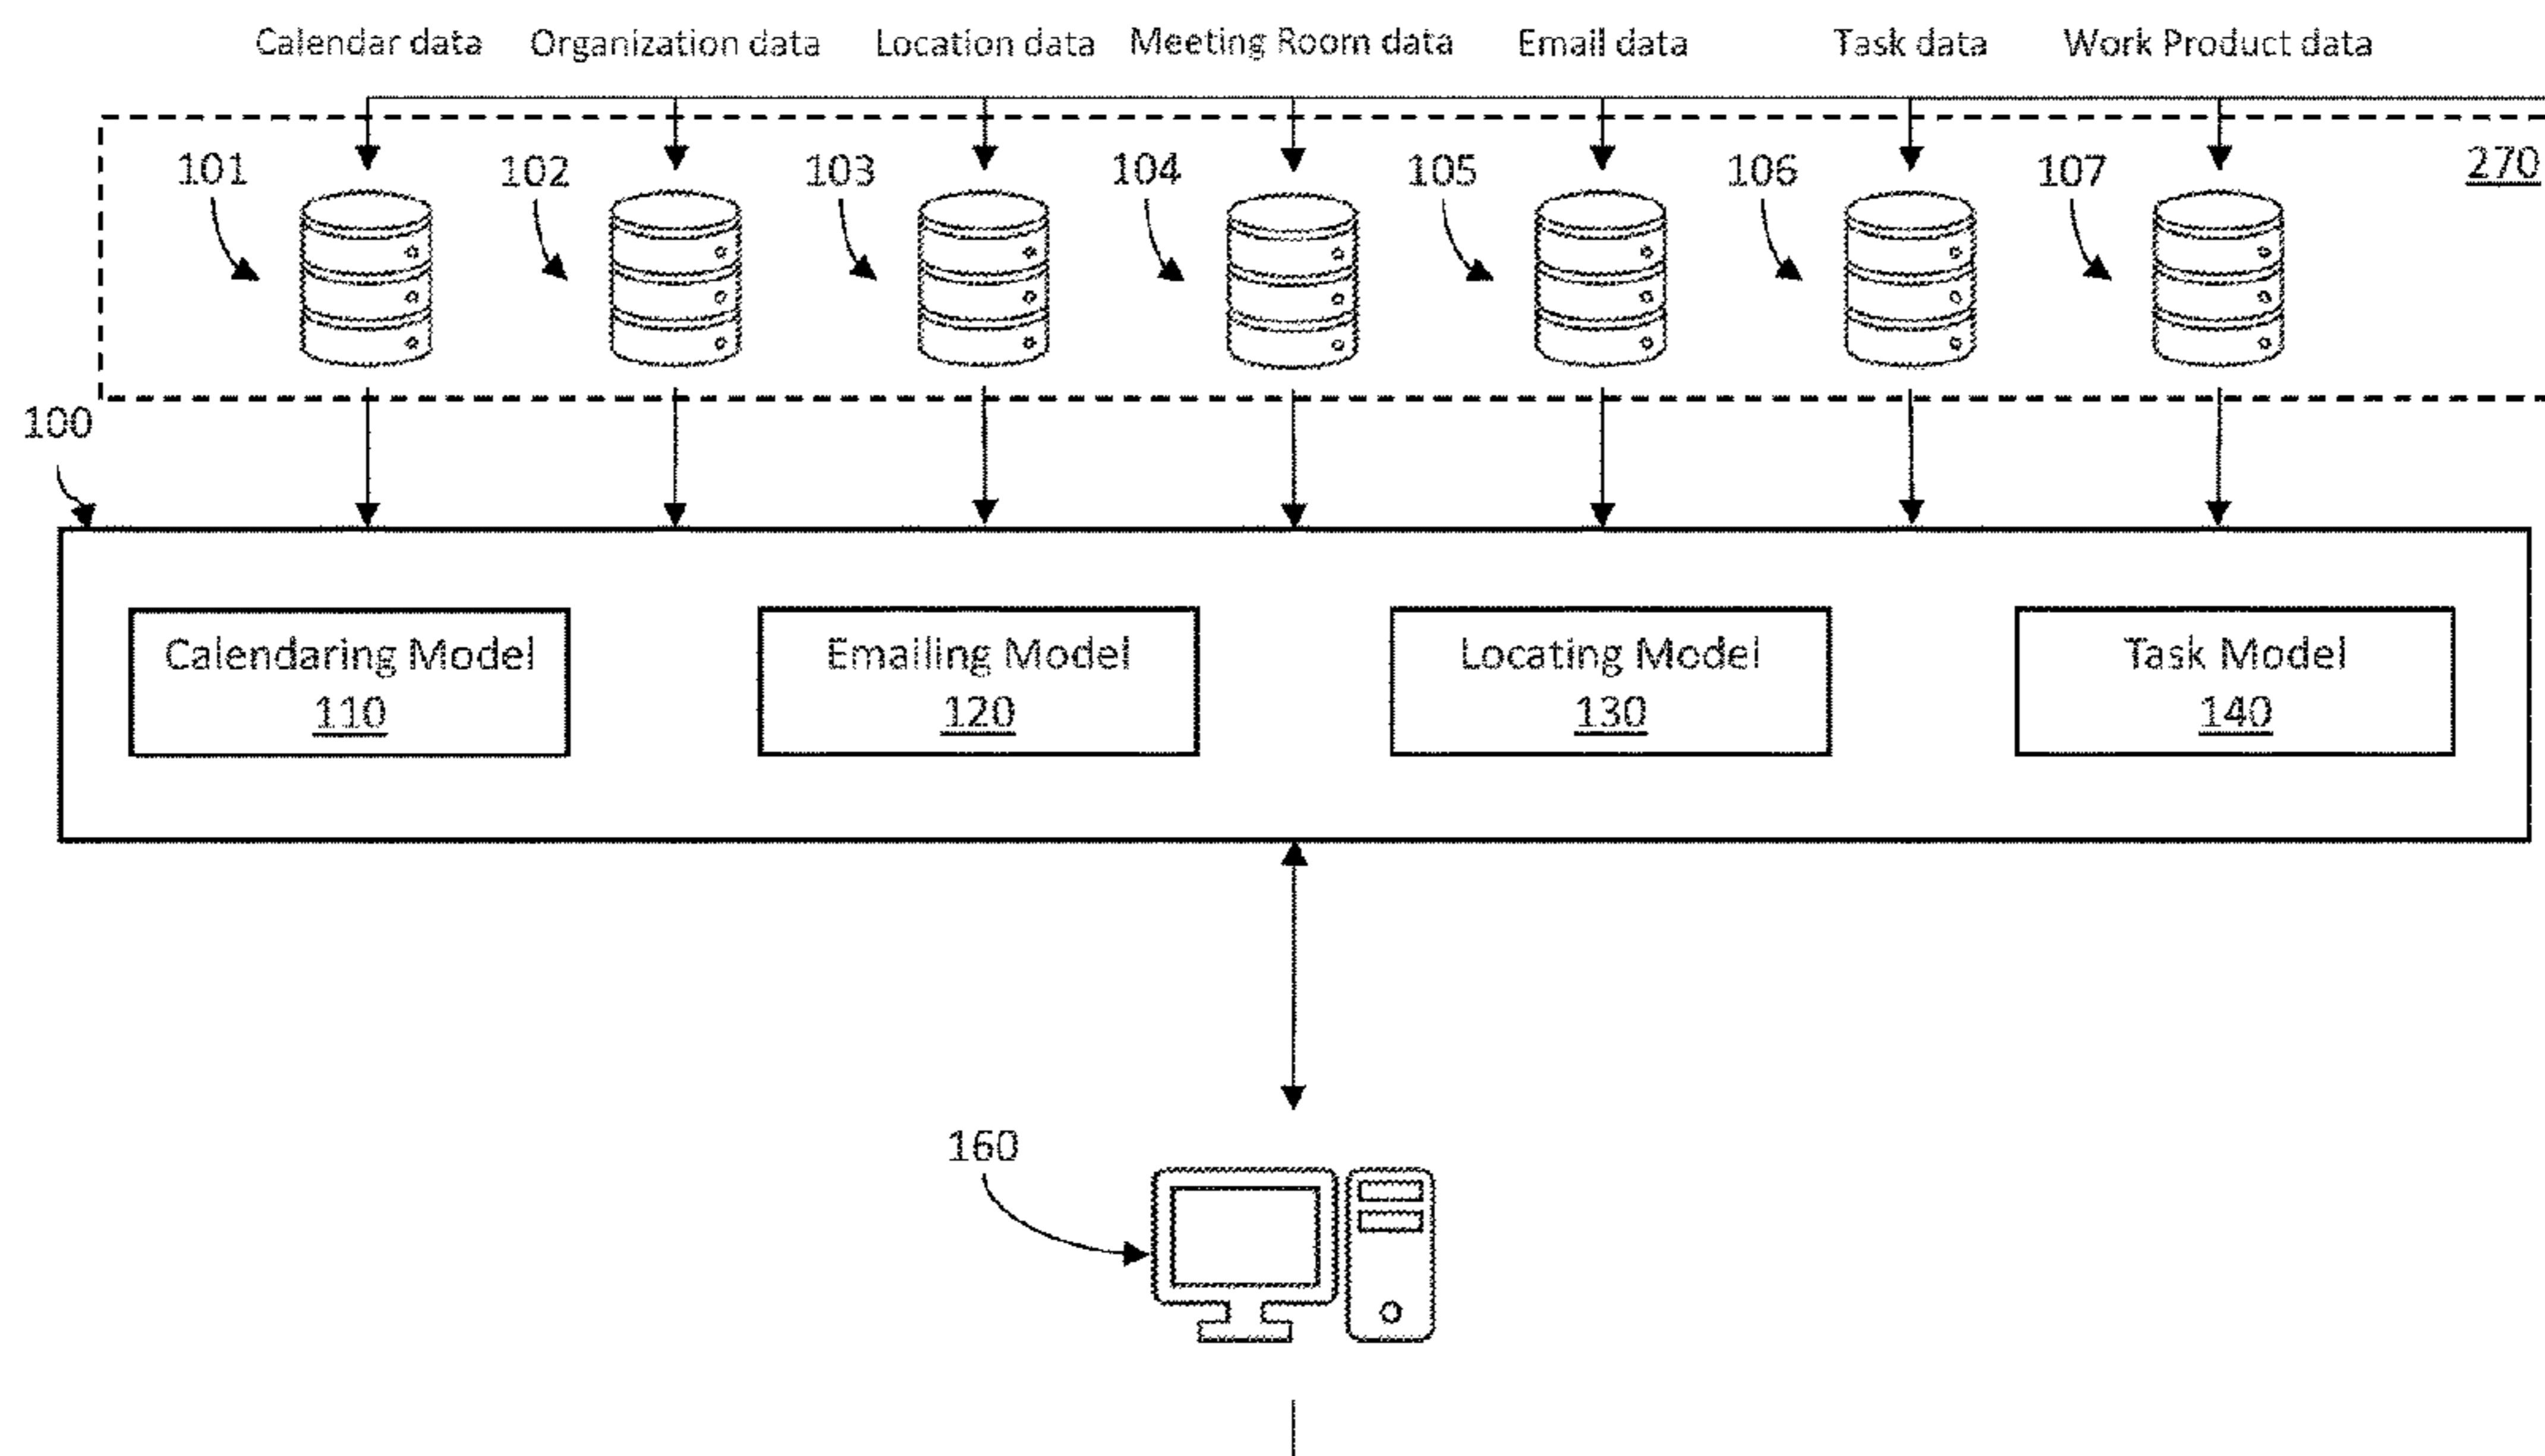 Calendar data Organization data Location data Meeting Room data Email data Task data Work Product data
101 102 103 104 105 106 107 270
100
Calendaring Model Emailing Model Locating Model Task Model
110 120 130 140
160